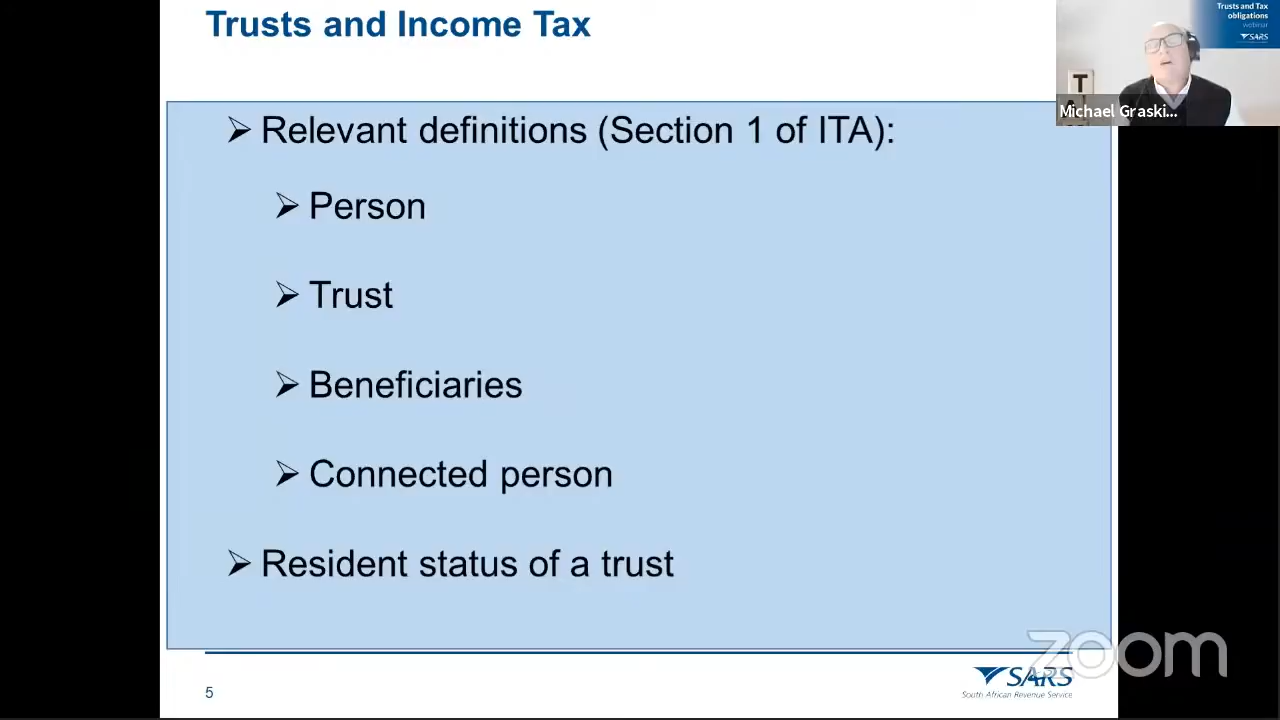 Trusts and Income Tax
Trusts and Tax
obligations
webinar
SARS
T
Michael Graski...
➢ Relevant definitions (Section 1 of ITA):
➢ Person
➢ Trust
➢ Beneficiaries
➢ Connected person
➢ Resident status of a trust
zoom
SARS
South African Revenue Service
5